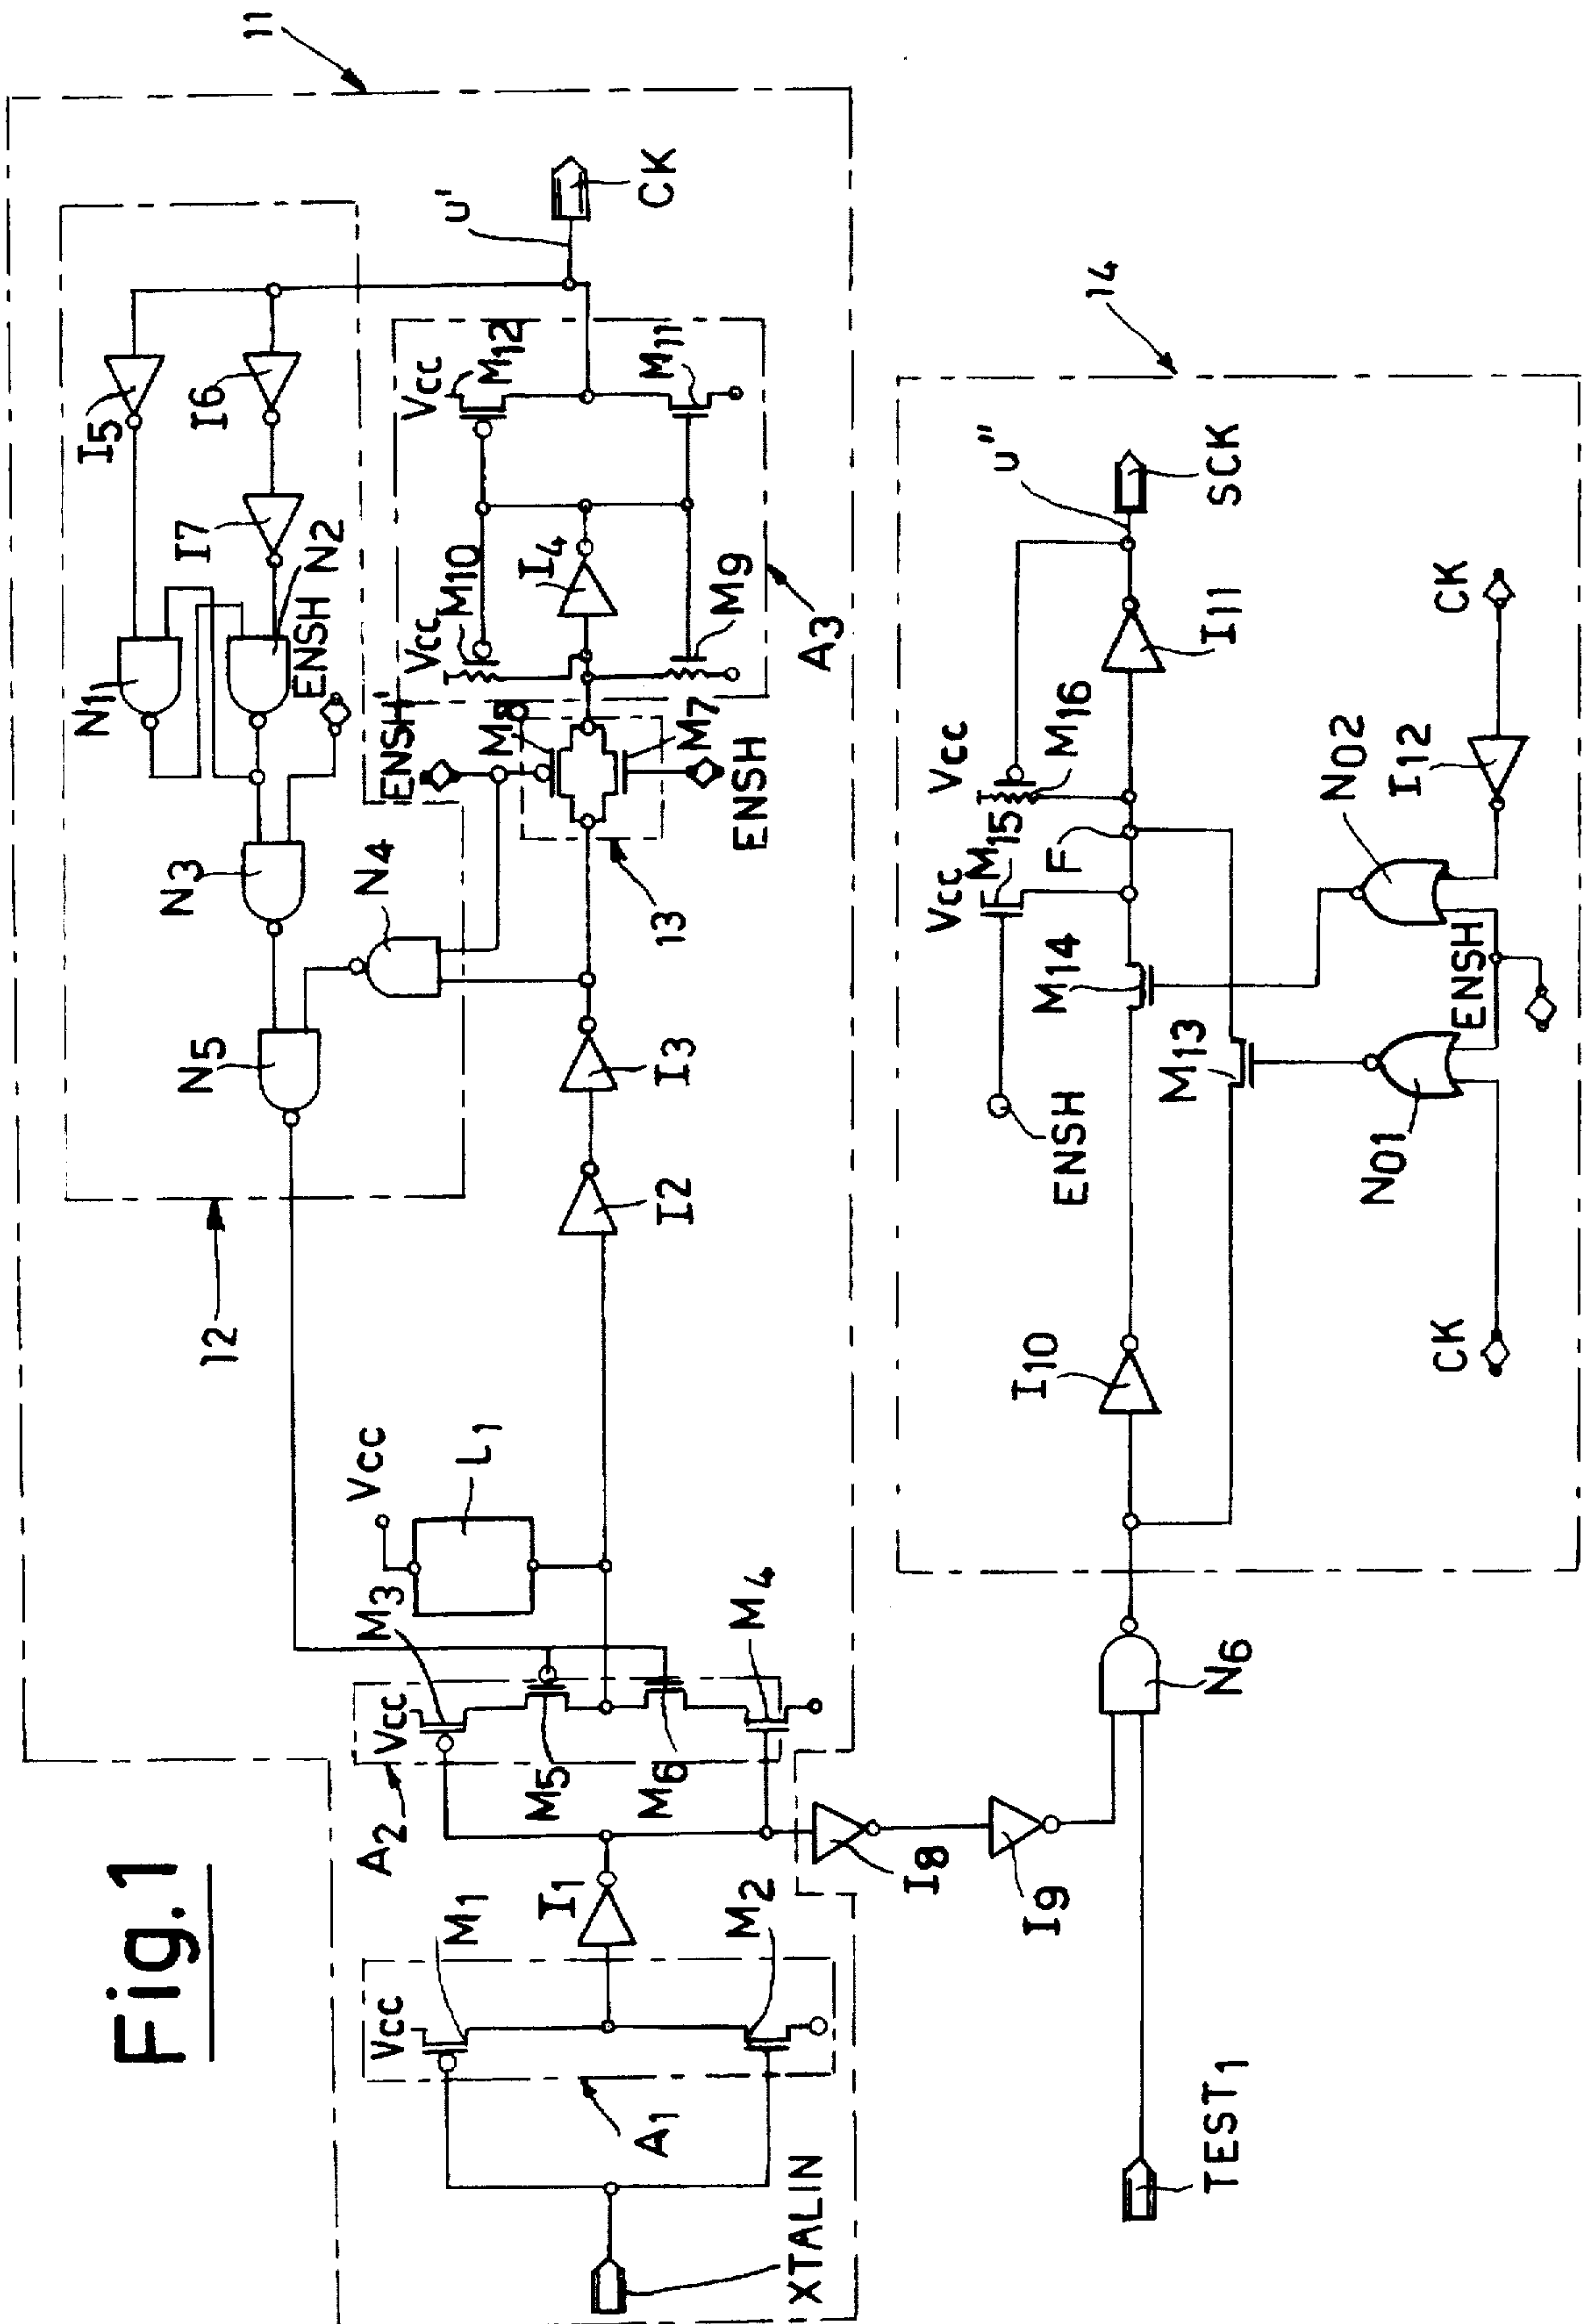 Fig.1
11
12
I5
I6
I7
N1
N2
ENSH
N3
N4
N5
U'
CK
Vcc
M12
M11
Vcc
M10
I4
M9
A3
ENSH'
M8
M7
ENSH
13
I3
I2
Vcc
L1
M3
M4
Vcc
M5
M6
A2
I1
M1
M2
Vcc
A1
XTALIN
I8
I9
N6
TEST1
14
U"
SCK
I11
Vcc
M16
Vcc
M15
F
M14
ENSH
M13
I10
CK
I12
N02
ENSH
N01
CK